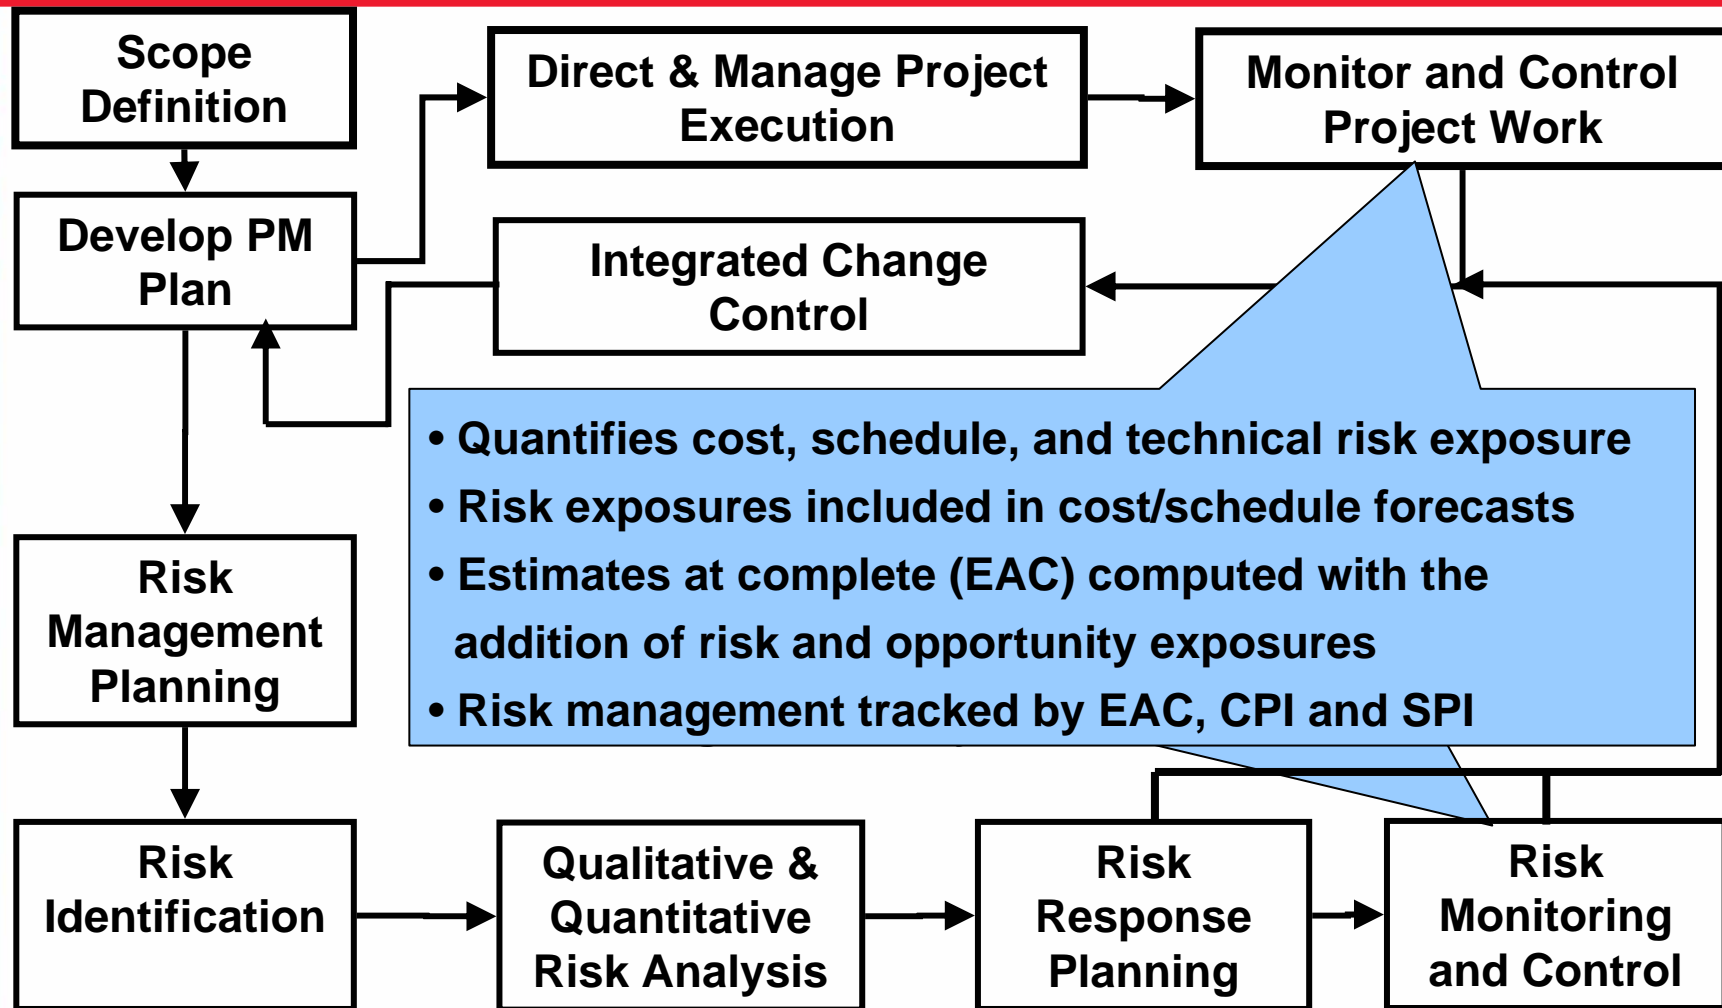 Scope
Definition
Direct & Manage Project
Execution
Monitor and Control
Project Work
Develop PM
Plan
Integrated Change
Control
• Quantifies cost, schedule, and technical risk exposure
• Risk exposures included in cost/schedule forecasts
• Estimates at complete (EAC) computed with the
addition of risk and opportunity exposures
• Risk management tracked by EAC, CPI and SPI
Risk
Management
Planning
Risk
Identification
Qualitative &
Quantitative
Risk Analysis
Risk
Response
Planning
Risk
Monitoring
and Control